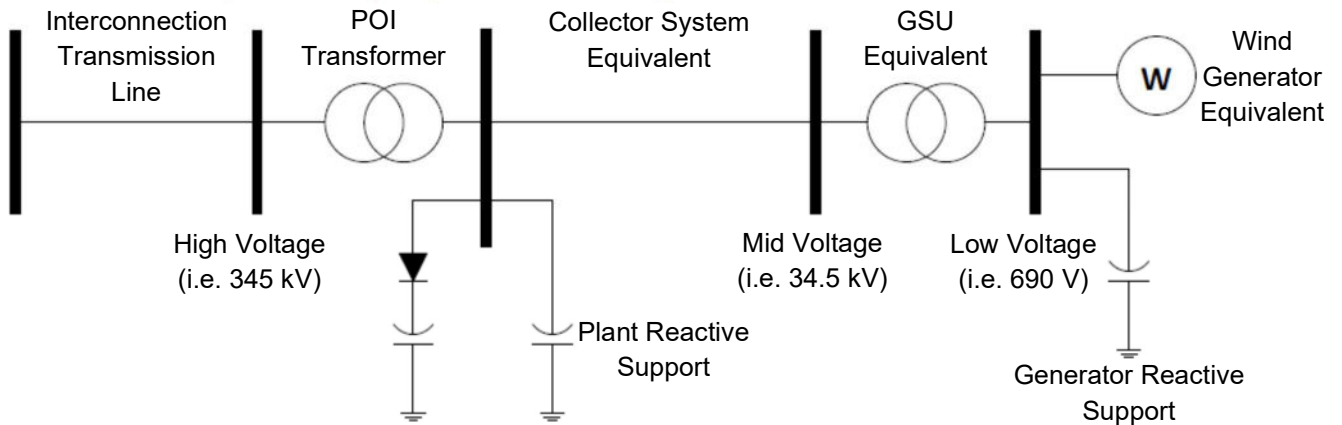 Interconnection
Transmission
Line
POI
Transformer
Collector System
Equivalent
GSU
Equivalent
W
Wind
Generator
Equivalent
High Voltage
(i.e. 345 kV)
Mid Voltage
(i.e. 34.5 kV)
Low Voltage
(i.e. 690 V)
Plant Reactive
Support
Generator Reactive
Support